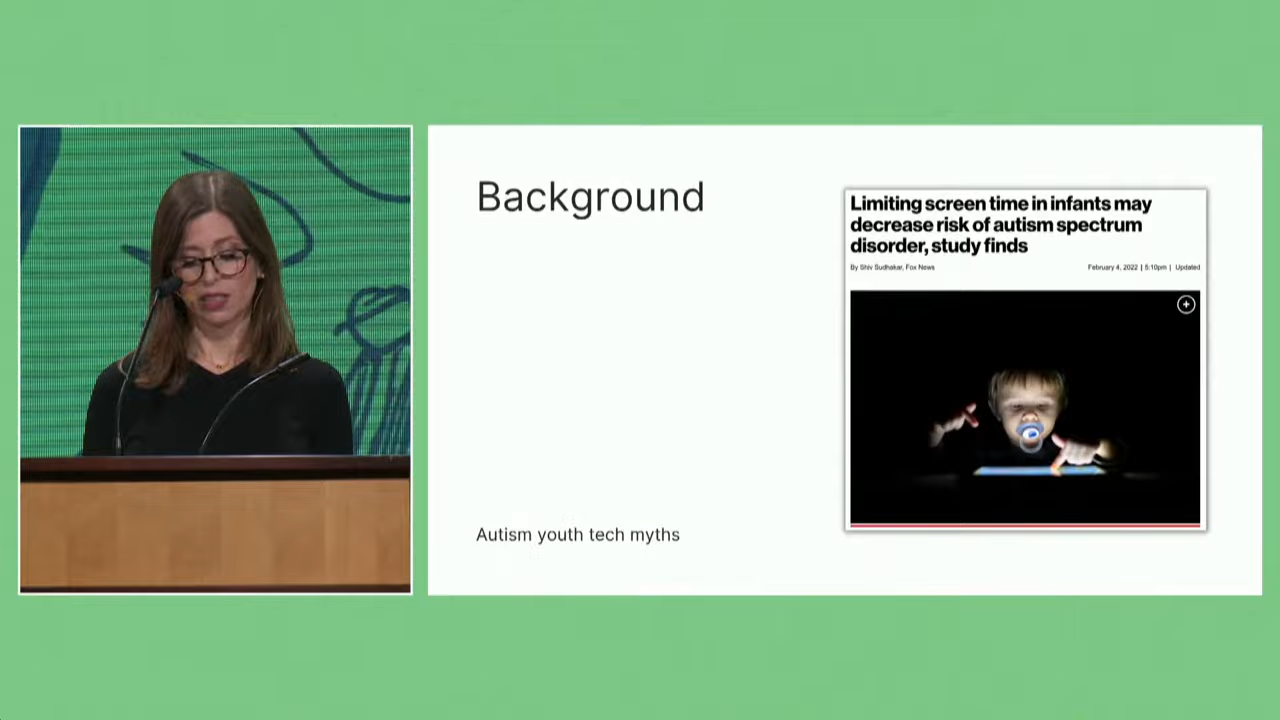 Background
Limiting screen time in infants may
decrease risk of autism spectrum
disorder, study finds
By Shiv Sudhakar, Fox News
February 4, 2022 | 5:10pm | Updated
Autism youth tech myths